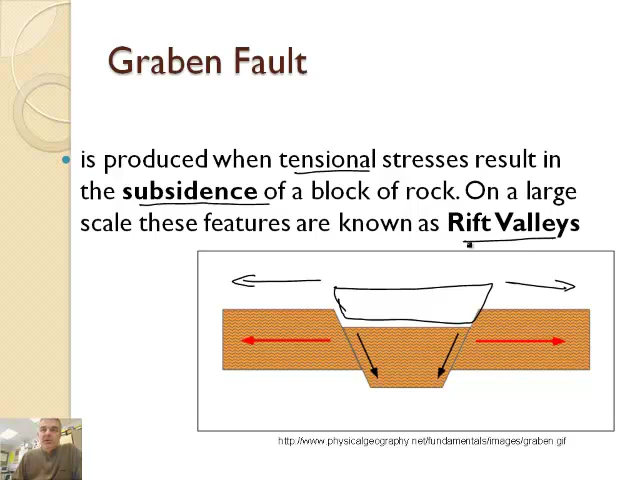 Graben Fault
is produced when tensional stresses result in
the subsidence of a block of rock. On a large
scale these features are known as Rift Valleys
http://www.physicalgeography.net/fundamentals/images/graben.gif